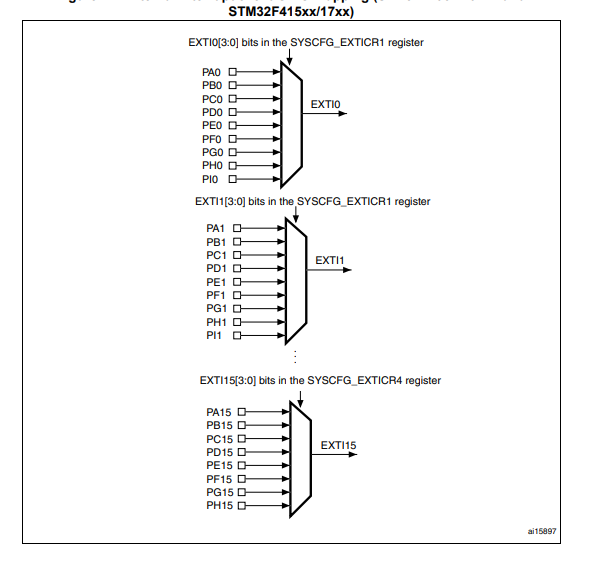 STM32F415xx/17xx)
EXTI0[3:0] bits in the SYSCFG_EXTICR1 register
PA0
PB0
PC0
PD0
PE0
PF0
PG0
PH0
PI0
EXTI0
EXTI1[3:0] bits in the SYSCFG_EXTICR1 register
PA1
PB1
PC1
PD1
PE1
PF1
PG1
PH1
PI1
EXTI1
EXTI15[3:0] bits in the SYSCFG_EXTICR4 register
PA15
PB15
PC15
PD15
PE15
PF15
PG15
PH15
EXTI15
ai15897